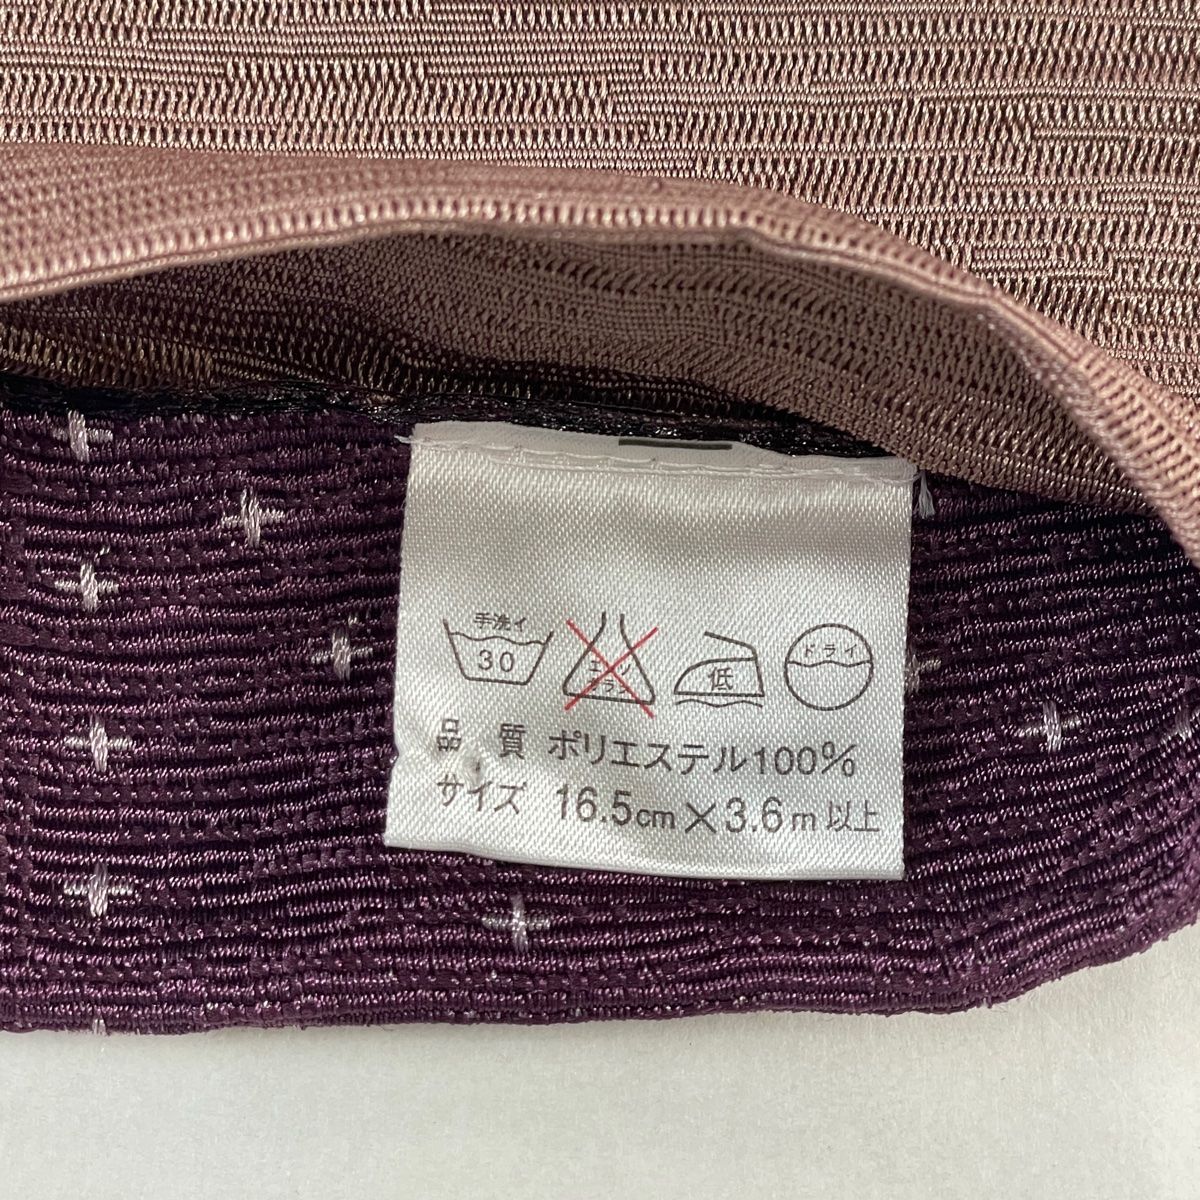 手洗イ
30
エンソ
サラシ
低
ドライ
品 質 ポリエステル100%
サイズ 16.5cm×3.6m以上